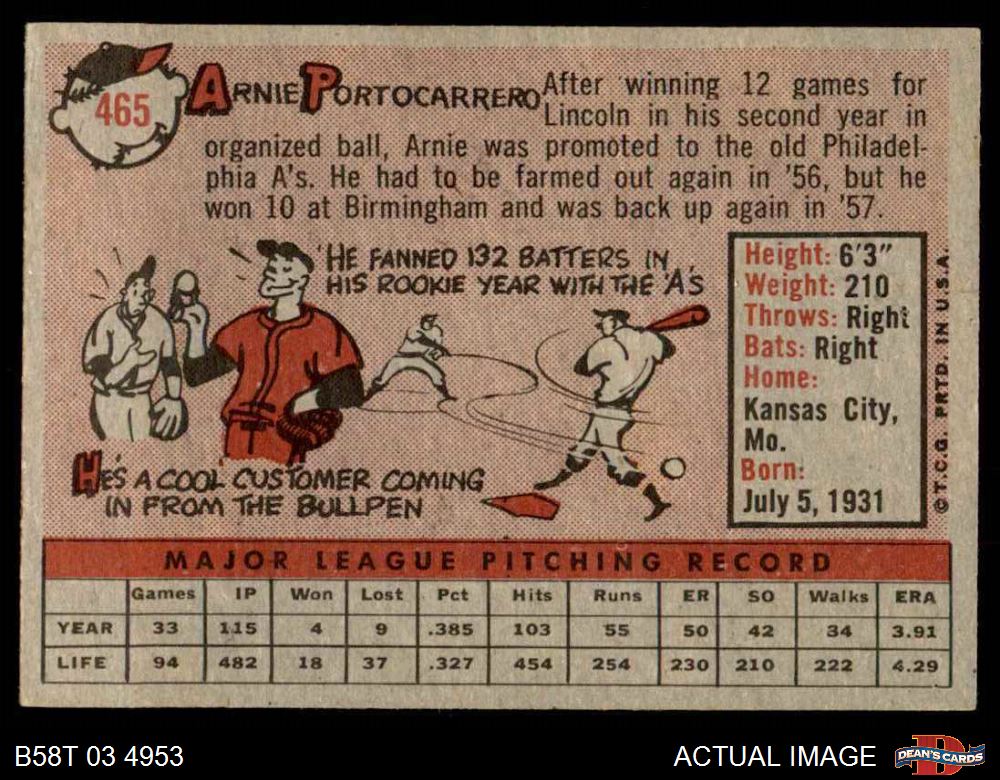 465
ARNIE PORTOCARRERO
After winning 12 games for
Lincoln in his second year in
organized ball, Arnie was promoted to the old Philadel-
phia A's. He had to be farmed out again in '56, but he
won 10 at Birmingham and was back up again in '57.
HE FANNED 132 BATTERS IN
HIS ROOKIE YEAR WITH THE 'A'S
HE'S A COOL CUSTOMER COMING
IN FROM THE BULLPEN
Height: 6'3"
Weight: 210
Throws: Right
Bats: Right
Home:
Kansas City,
Mo.
Born:
July 5, 1931
© T.C.G. PRTD. IN U.S.A.
MAJOR LEAGUE PITCHING RECORD
Games IP Won Lost Pct Hits Runs ER SO Walks ERA
YEAR 33 115 4 9 .385 103 55 50 42 34 3.91
LIFE 94 482 18 37 .327 454 254 230 210 222 4.29
B58T 03 4953
ACTUAL IMAGE
DEAN'S CARDS